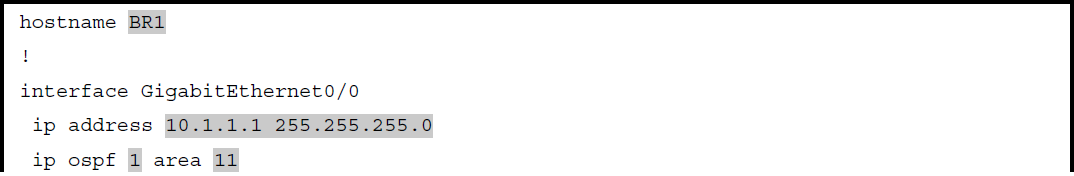 hostname BR1
!
interface GigabitEthernet0/0
ip address 10.1.1.1 255.255.255.0
ip ospf 1 area 11